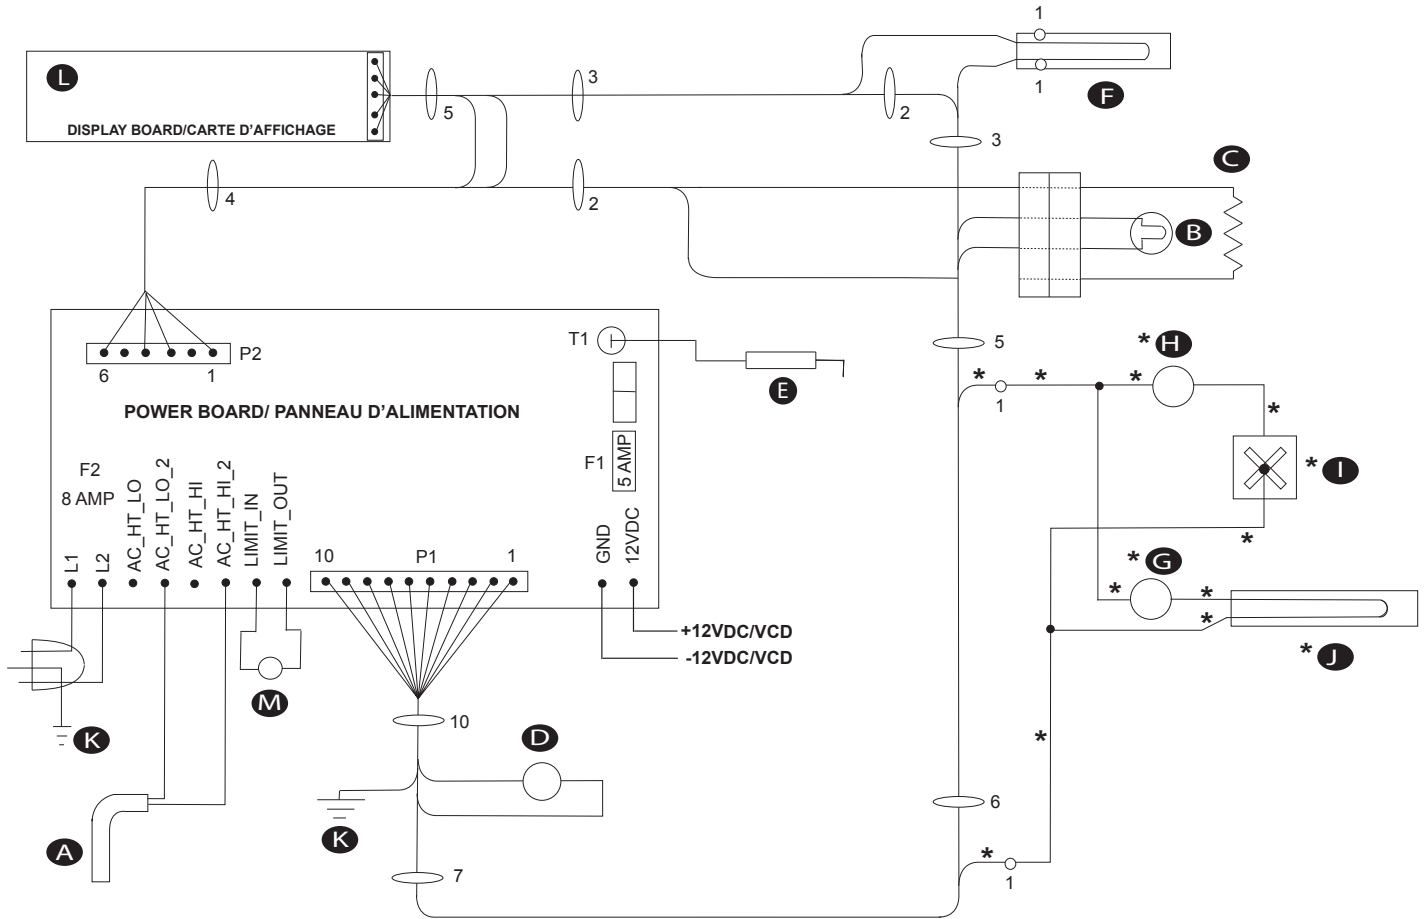 1
1
F
L
DISPLAY BOARD/CARTE D'AFFICHAGE
5
3
2
3
C
4
2
B
T1
P2
6 1
E
5
* H
* * *
1
*
POWER BOARD/ PANNEAU D'ALIMENTATION
F1
5 AMP
* I
F2
8 AMP
L1
L2
AC_HT_LO
AC_HT_LO_2
AC_HT_HI
AC_HT_HI_2
LIMIT_IN
LIMIT_OUT
10 P1 1
GND
12VDC
*
* G
* *
*
+12VDC/VCD
-12VDC/VCD
* J
M
K
10
D
*
6
K
A
7
*
1